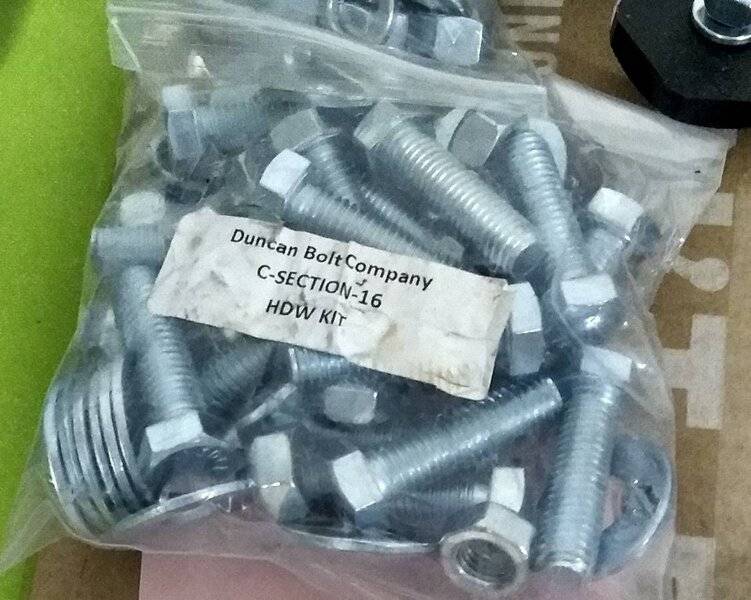 Duncan Bolt Company
C-SECTION-16
HDW KIT